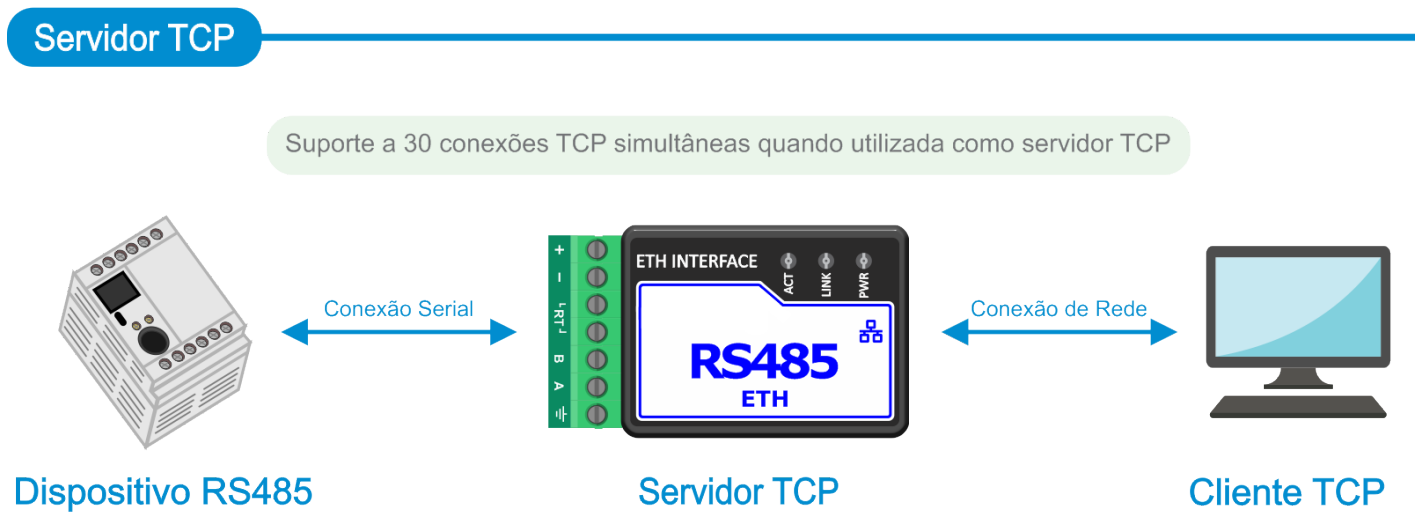 Servidor TCP
Suporte a 30 conexões TCP simultâneas quando utilizada como servidor TCP
Conexão Serial
+
−
└RT┘
B
A
ETH INTERFACE
ACT
LINK
PWR
RS485
ETH
Conexão de Rede
Dispositivo RS485
Servidor TCP
Cliente TCP